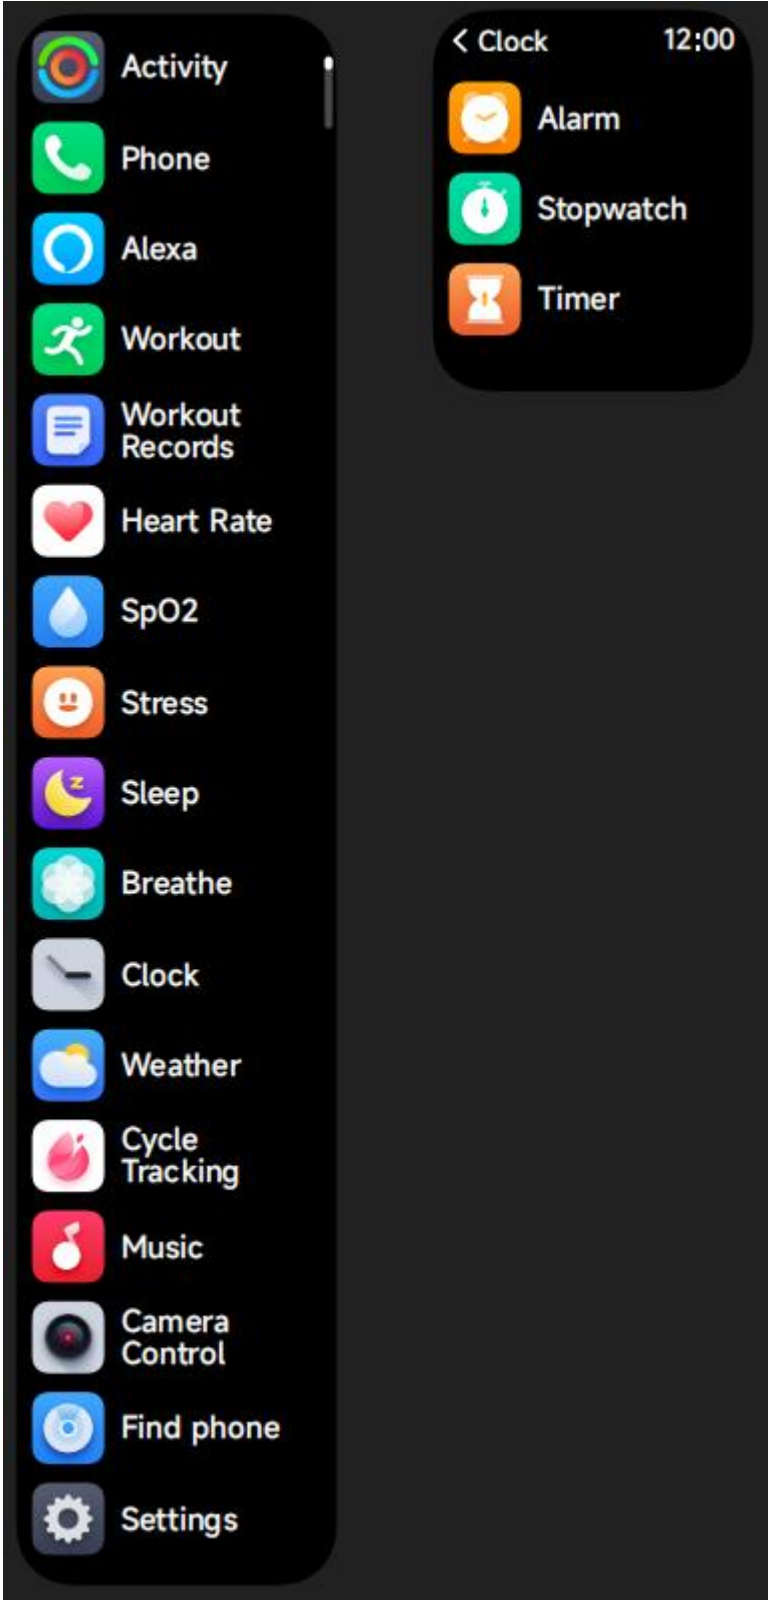 Activity
Phone
Alexa
Workout
Workout
Records
Heart Rate
SpO2
Stress
Sleep
Breathe
Clock
Weather
Cycle
Tracking
Music
Camera
Control
Find phone
Settings
Clock 12:00
Alarm
Stopwatch
Timer